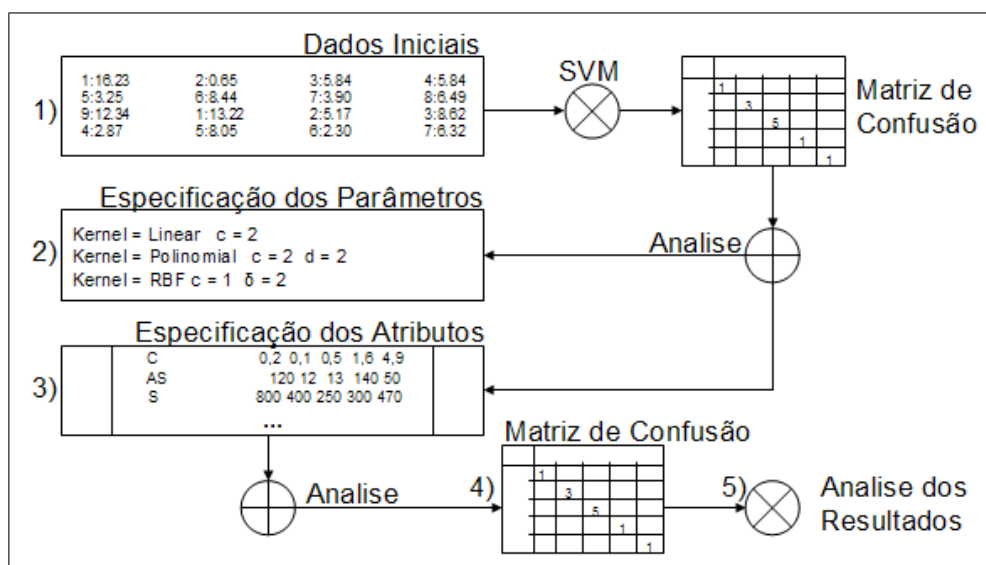 Dados Iniciais
1)
1:16.23 2:0.65 3:5.84 4:5.84
5:3.25 6:8.44 7:3.90 8:6.49
9:12.34 1:13.22 2:5.17 3:8.62
4:2.87 5:8.05 6:2.30 7:6.32
SVM
1
3
5
1
1
Matriz de
Confusão
Especificação dos Parâmetros
2)
Kernel = Linear c = 2
Kernel = Polinomial c = 2 d = 2
Kernel = RBF c = 1 δ = 2
Analise
Especificação dos Atributos
3)
C 0,2 0,1 0,5 1,6 4,9
AS 120 12 13 140 50
S 800 400 250 300 470
...
Analise
4)
Matriz de Confusão
1
3
5
1
1
5)
Analise dos
Resultados